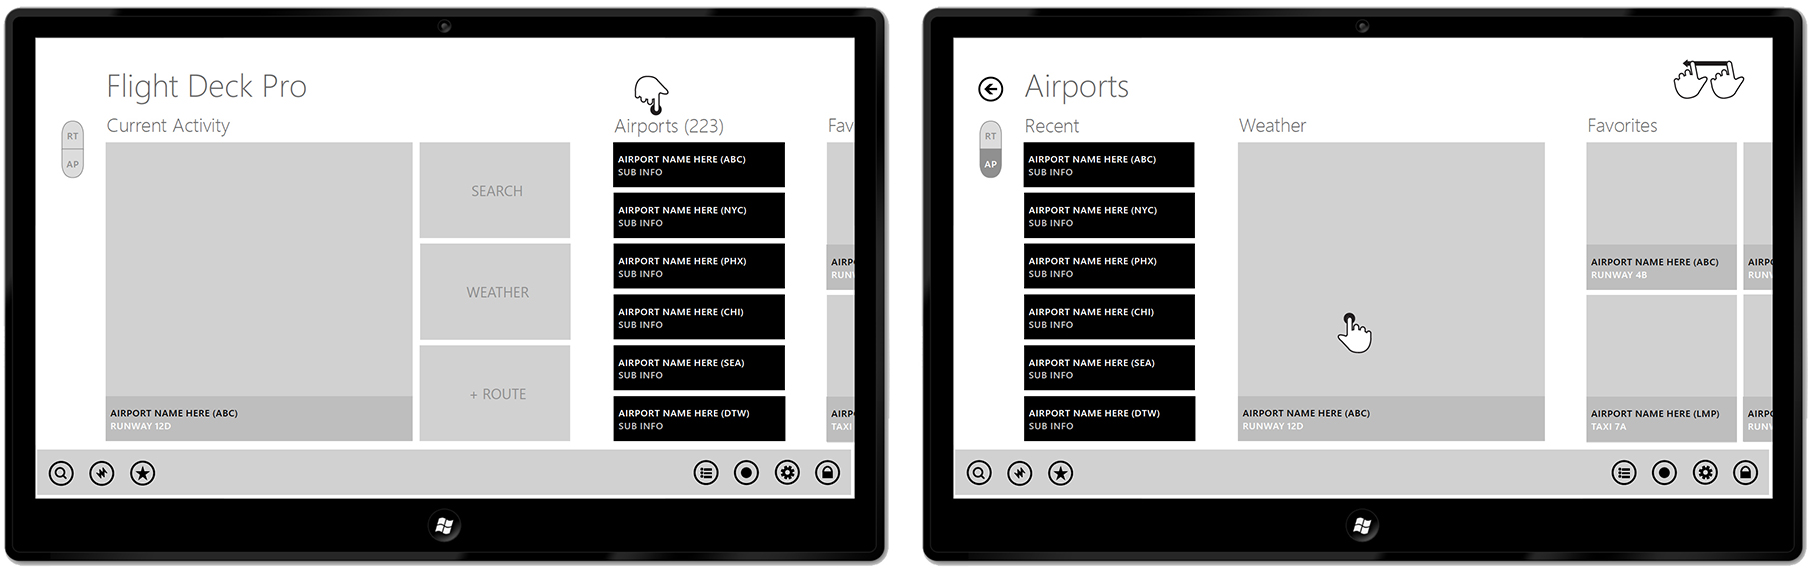 Flight Deck Pro
Current Activity
Airports (223)
Fav
RT
AP
AIRPORT NAME HERE (ABC)
RUNWAY 12D
SEARCH
WEATHER
+ ROUTE
AIRPORT NAME HERE (ABC)
SUB INFO
AIRPORT NAME HERE (NYC)
SUB INFO
AIRPORT NAME HERE (PHX)
SUB INFO
AIRPORT NAME HERE (CHI)
SUB INFO
AIRPORT NAME HERE (SEA)
SUB INFO
AIRPORT NAME HERE (DTW)
SUB INFO
AIRP
RUNW
AIRP
TAXI
Airports
Recent
Weather
Favorites
RT
AP
AIRPORT NAME HERE (ABC)
SUB INFO
AIRPORT NAME HERE (NYC)
SUB INFO
AIRPORT NAME HERE (PHX)
SUB INFO
AIRPORT NAME HERE (CHI)
SUB INFO
AIRPORT NAME HERE (SEA)
SUB INFO
AIRPORT NAME HERE (DTW)
SUB INFO
AIRPORT NAME HERE (ABC)
RUNWAY 12D
AIRPORT NAME HERE (ABC)
RUNWAY 4B
AIRPORT NAME HERE (LMP)
TAXI 7A
AIRP
RUNW
AIRP
RUNW